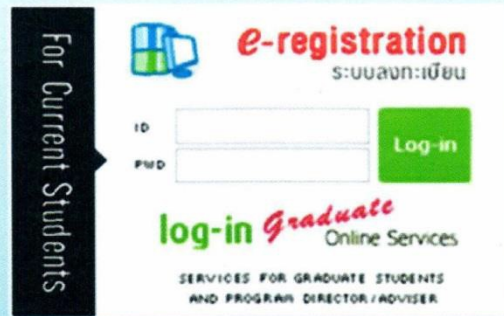 For Current Students
e-registration
ระบบลงทะเบียน
ID
Log-in
PWD
log-in Graduate
Online Services
SERVICES FOR GRADUATE STUDENTS
AND PROGRAM DIRECTOR/ADVISER